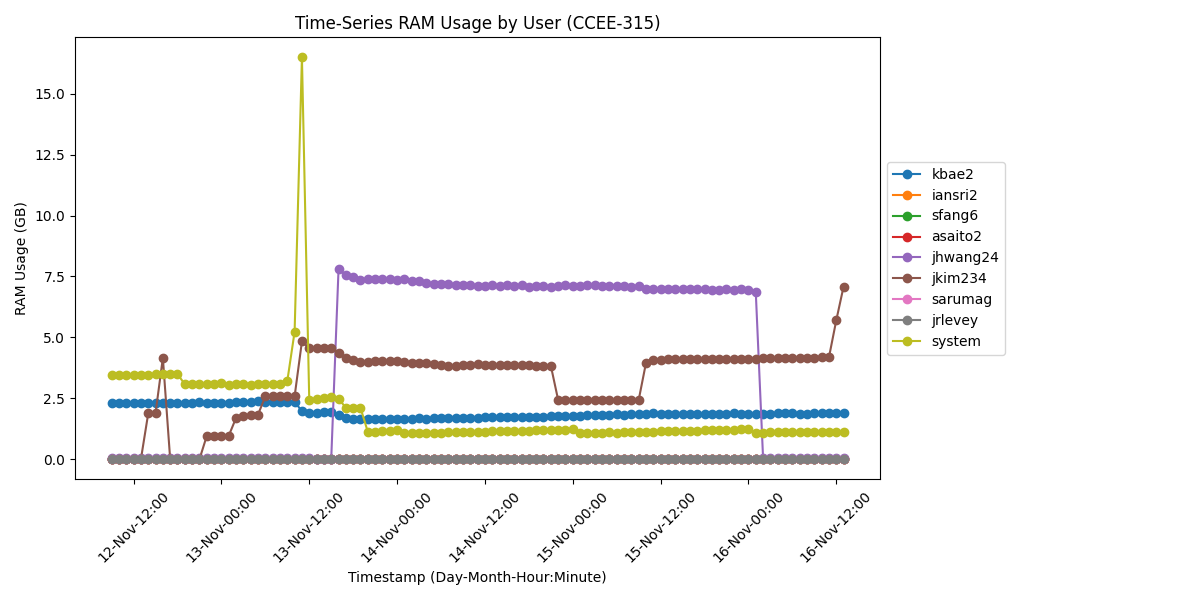 Time-Series RAM Usage by User (CCEE-315)
RAM Usage (GB)
15.0
12.5
10.0
7.5
5.0
2.5
0.0
kbae2
iansri2
sfang6
asaito2
jhwang24
jkim234
sarumag
jrlevey
system
12-Nov-12:00
13-Nov-00:00
13-Nov-12:00
14-Nov-00:00
14-Nov-12:00
15-Nov-00:00
15-Nov-12:00
16-Nov-00:00
16-Nov-12:00
Timestamp (Day-Month-Hour:Minute)